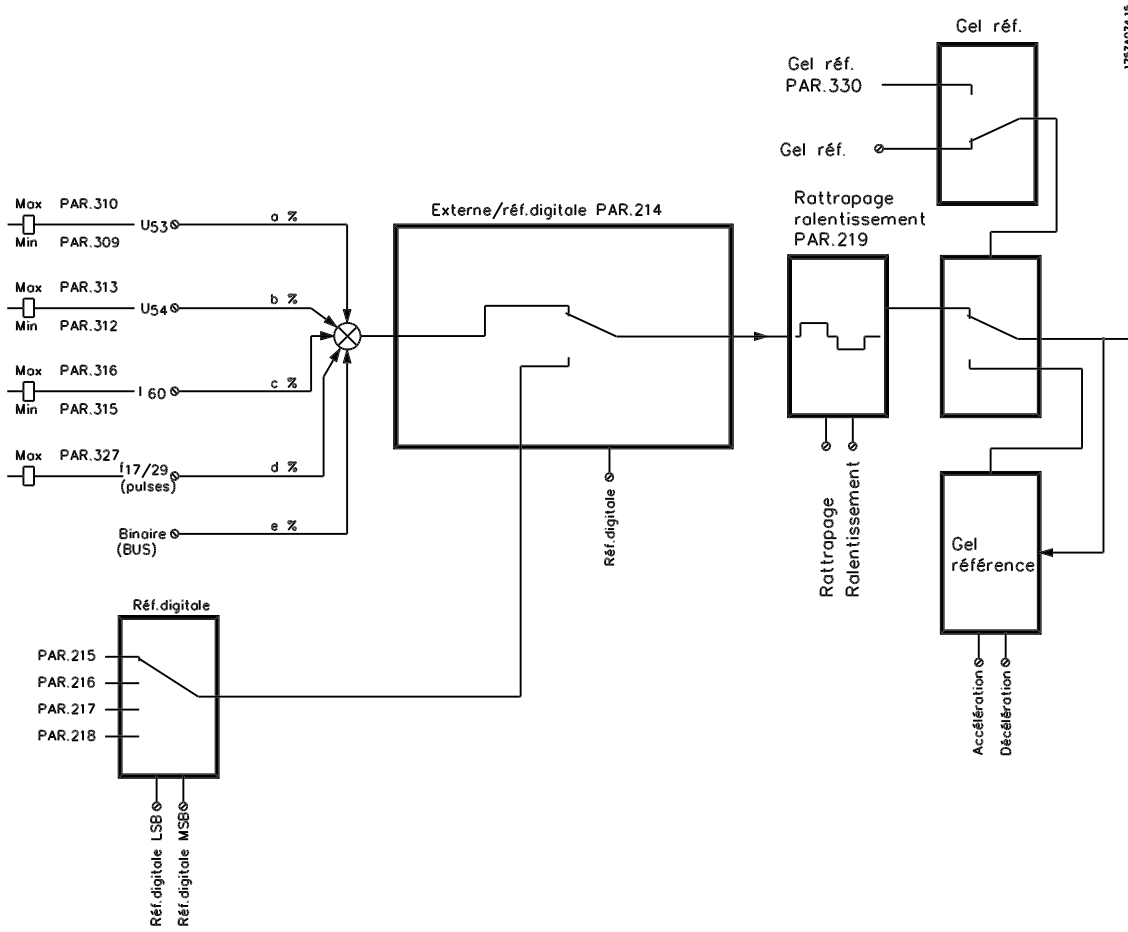 Gel réf.
Gel réf.
PAR.330
Gel réf.
Max PAR.310
U53
a %
Min PAR.309
Externe/réf.digitale PAR.214
Rattrapage
ralentissement
PAR.219
Max PAR.313
U54
b %
Min PAR.312
Max PAR.316
I 60
c %
Min PAR.315
Max PAR.327
f17/29
(pulses)
d %
Binaire
(BUS)
e %
Réf.digitale
Rattrapage
Ralentissement
Gel
référence
Accélération
Décélération
Réf.digitale
PAR.215
PAR.216
PAR.217
PAR.218
Réf.digitale LSB
Réf.digitale MSB